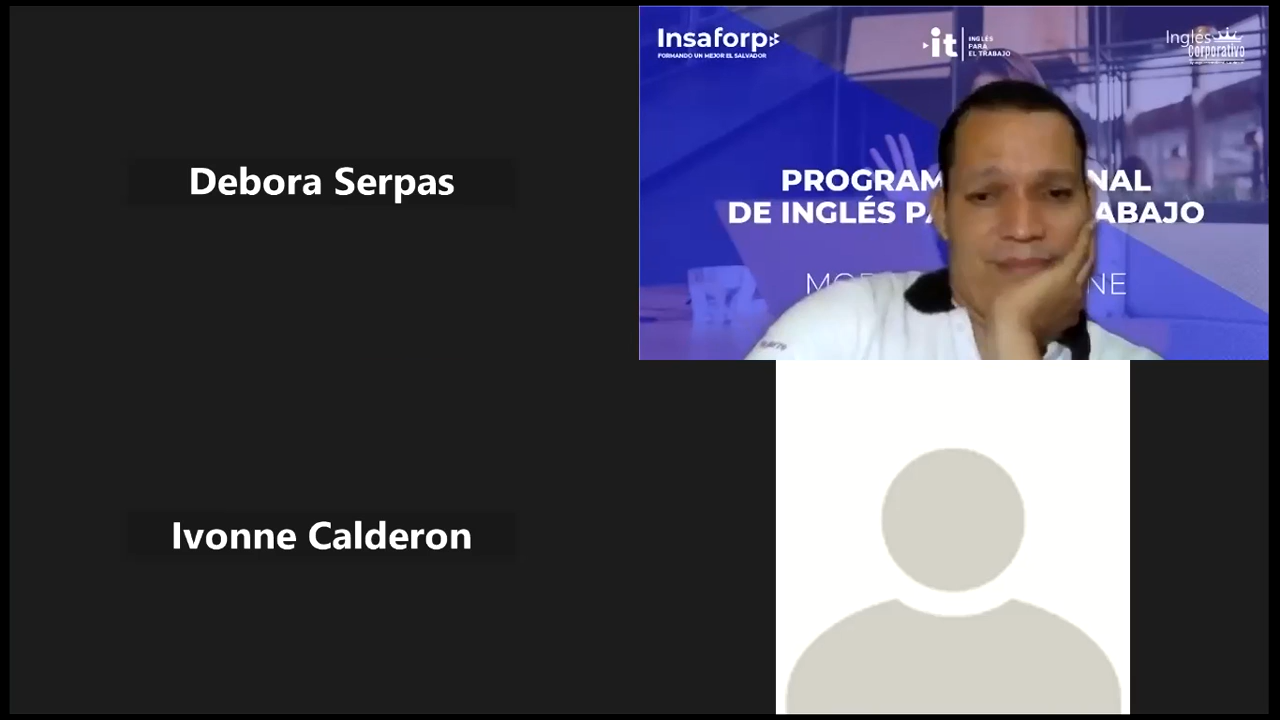 Debora Serpas
Insaforp
FORMANDO UN MEJOR EL SALVADOR
it
INGLÉS
PARA
EL TRABAJO
Inglés
Corporativo
PROGRAM NAL
DE INGLÉS PA ABAJO
MO NE
Ivonne Calderon